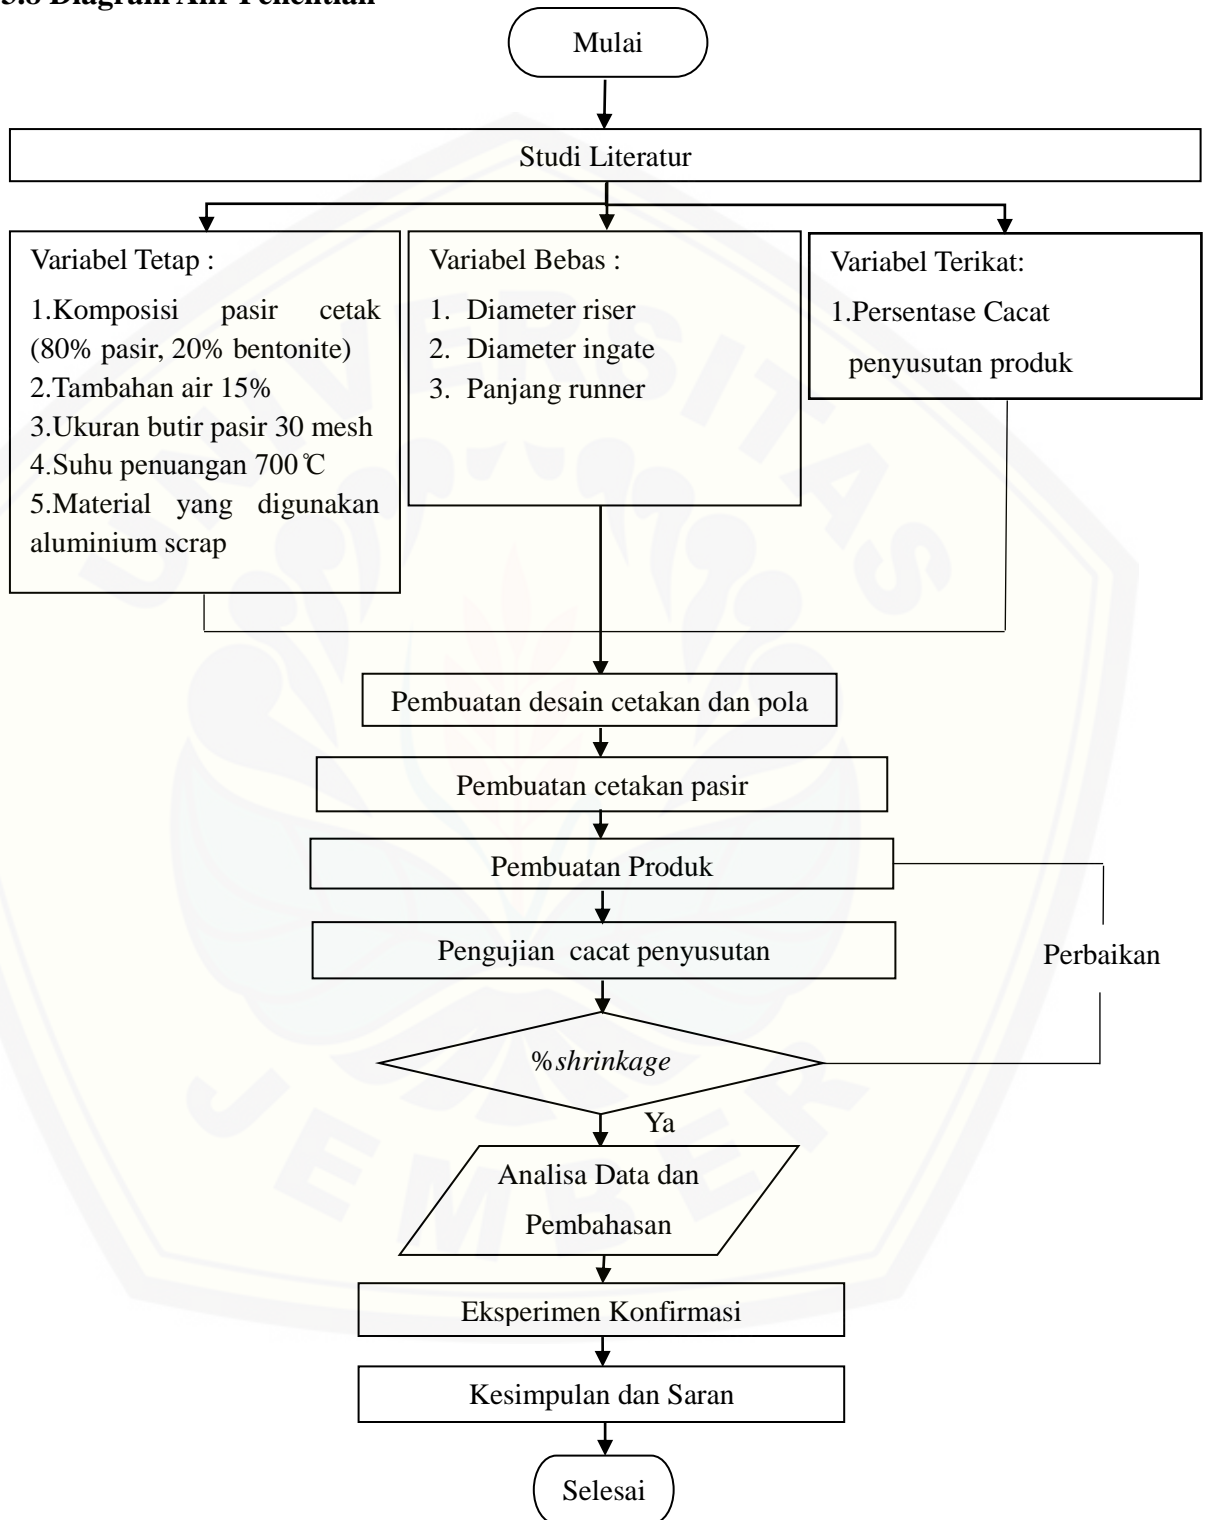 3.8 Diagram Alir Penelitian
Mulai
Studi Literatur
Variabel Tetap :
1.Komposisi pasir cetak
(80% pasir, 20% bentonite)
2.Tambahan air 15%
3.Ukuran butir pasir 30 mesh
4.Suhu penuangan 700℃
5.Material yang digunakan
aluminium scrap
Variabel Bebas :
1. Diameter riser
2. Diameter ingate
3. Panjang runner
Variabel Terikat:
1.Persentase Cacat
penyusutan produk
Pembuatan desain cetakan dan pola
Pembuatan cetakan pasir
Pembuatan Produk
Pengujian cacat penyusutan
Perbaikan
%shrinkage
Ya
Analisa Data dan
Pembahasan
Eksperimen Konfirmasi
Kesimpulan dan Saran
Selesai
UNIVERSITAS
JEMBER